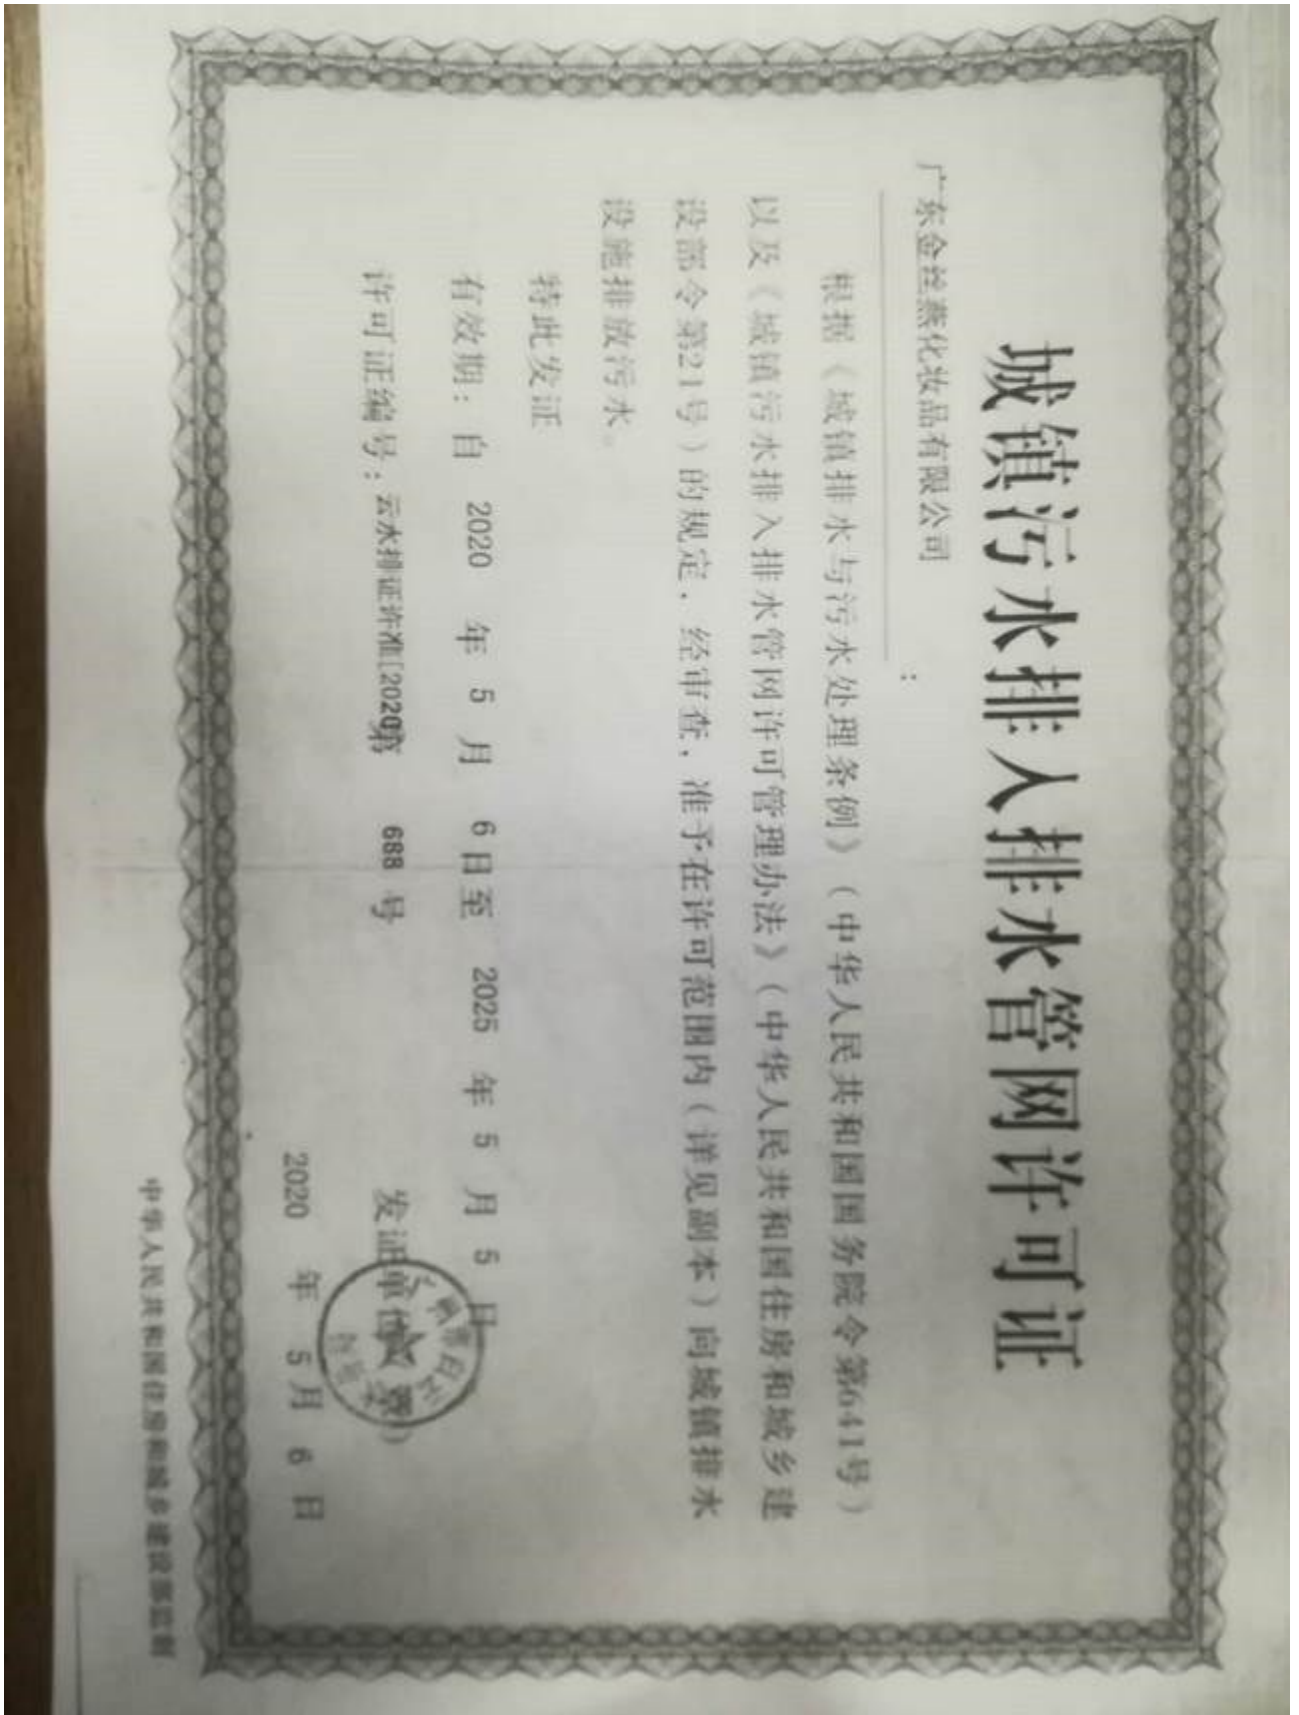 城镇污水排入排水管网许可证
广东金丝燕化妆品有限公司 :
根据《城镇排水与污水处理条例》(中华人民共和国国务院令第641号)
以及《城镇污水排入排水管网许可管理办法》(中华人民共和国住房和城乡建
设部令第21号)的规定,经审查,准予在许可范围内(详见副本)向城镇排水
设施排放污水。
特此发证
有效期:自 2020 年 5 月 6 日至 2025 年 5 月 5 日
许可证编号:云水排证许准[2020第 688 号
发证单位 章)
2020 年 5 月 6 日
中华人民共和国住房和城乡建设部监制